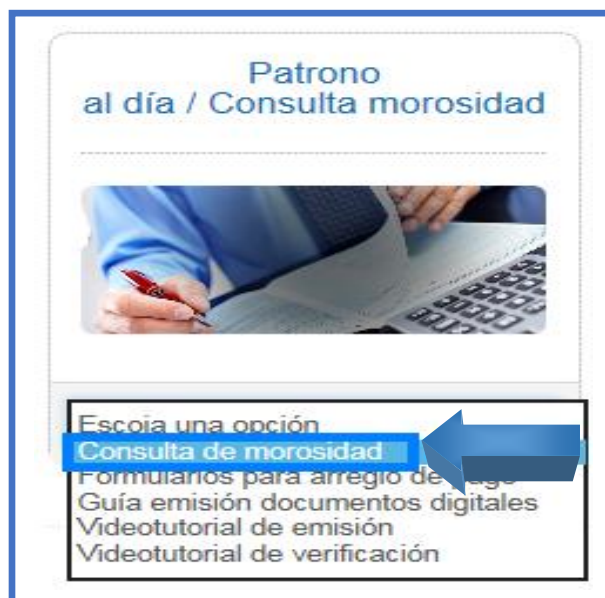 Patrono
al día / Consulta morosidad
Escoja una opción
Consulta de morosidad
Formularios para arreglo de pago
Guía emisión documentos digitales
Videotutorial de emisión
Videotutorial de verificación